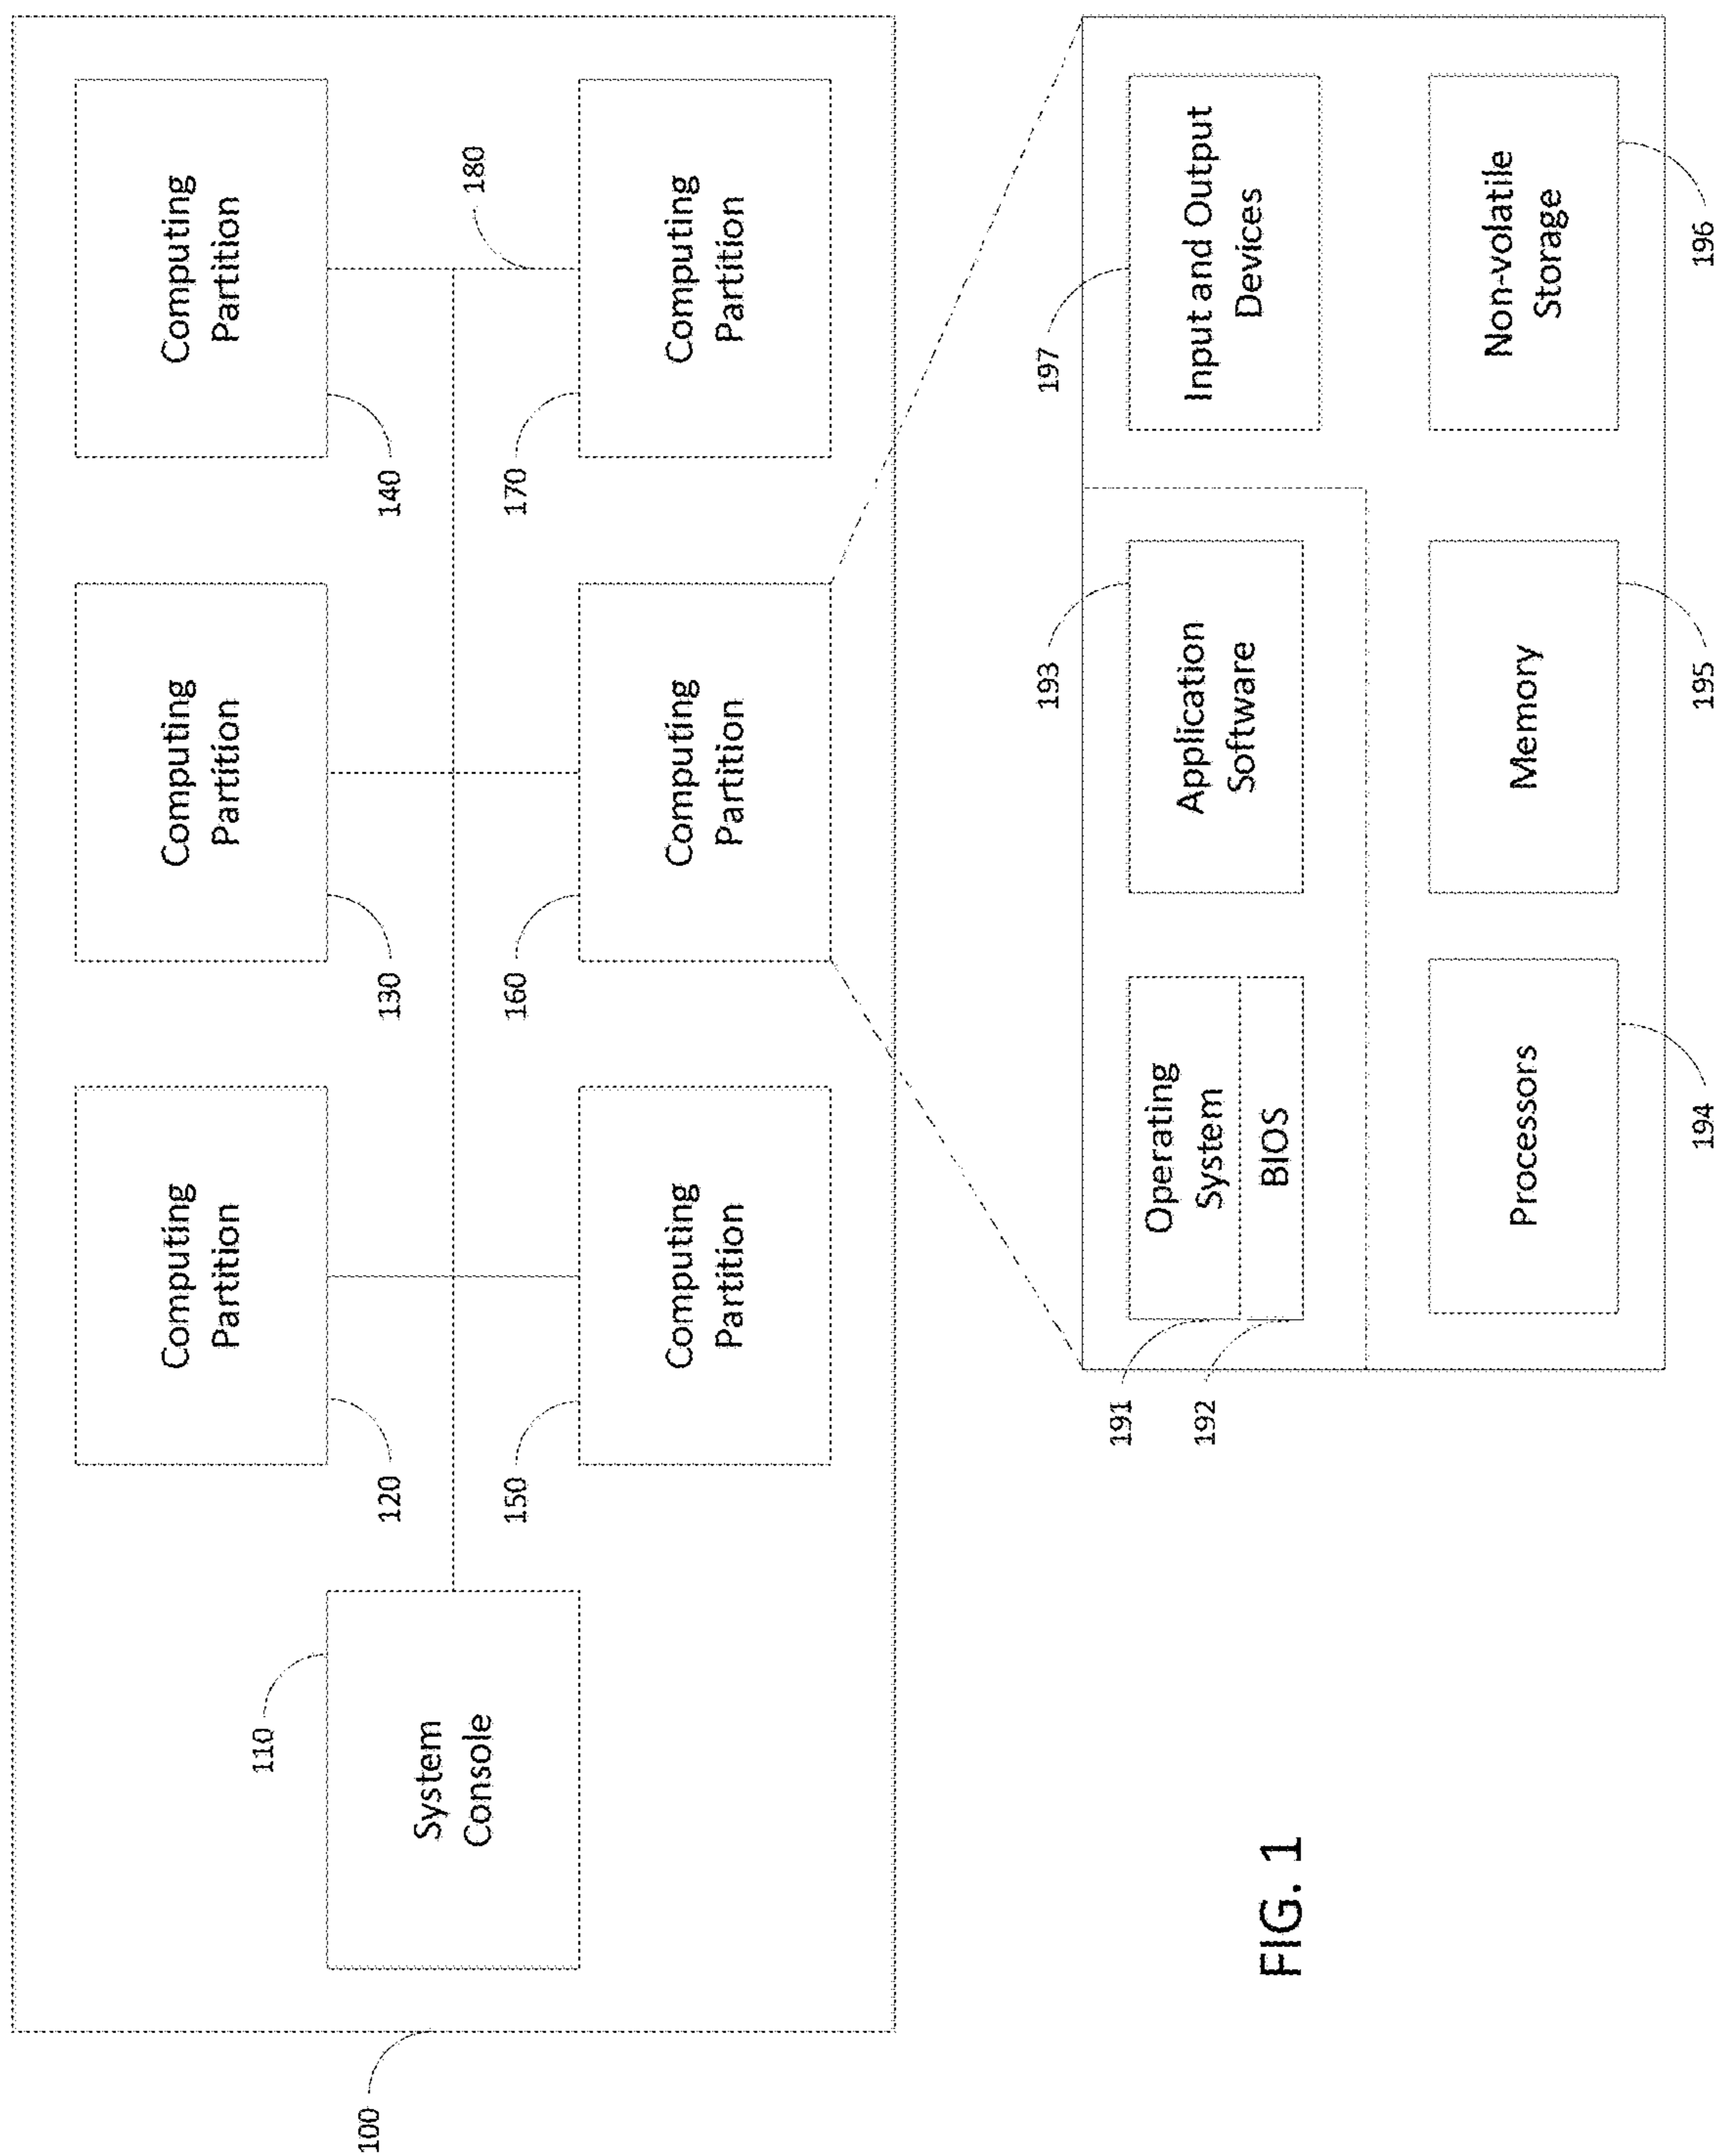 100
110
System
Console
120
Computing
Partition
130
Computing
Partition
140
Computing
Partition
150
Computing
Partition
160
Computing
Partition
170
Computing
Partition
180
191
Operating
System
192
BIOS
193
Application
Software
197
Input and Output
Devices
Processors
194
Memory
195
Non-volatile
Storage
196
FIG. 1